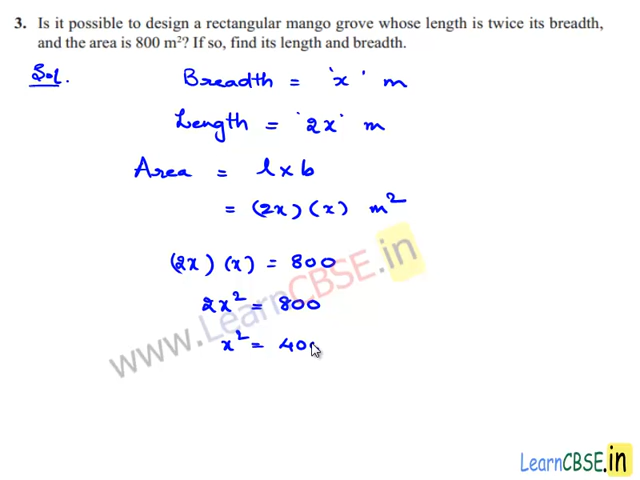 3. Is it possible to design a rectangular mango grove whose length is twice its breadth,
and the area is 800 m²? If so, find its length and breadth.
Sol.
Breadth = 'x' m
Length = '2x' m
Area = l × b
= (2x) (x) m²
(2x) (x) = 800
2x² = 800
x² = 400
www.LearnCBSE.in
LearnCBSE.in